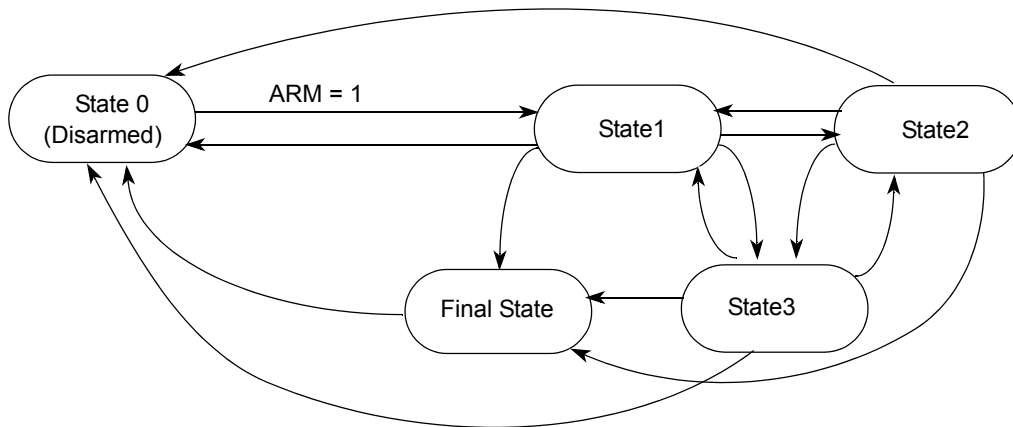 State 0
(Disarmed)
ARM = 1
State1
State2
Final State
State3